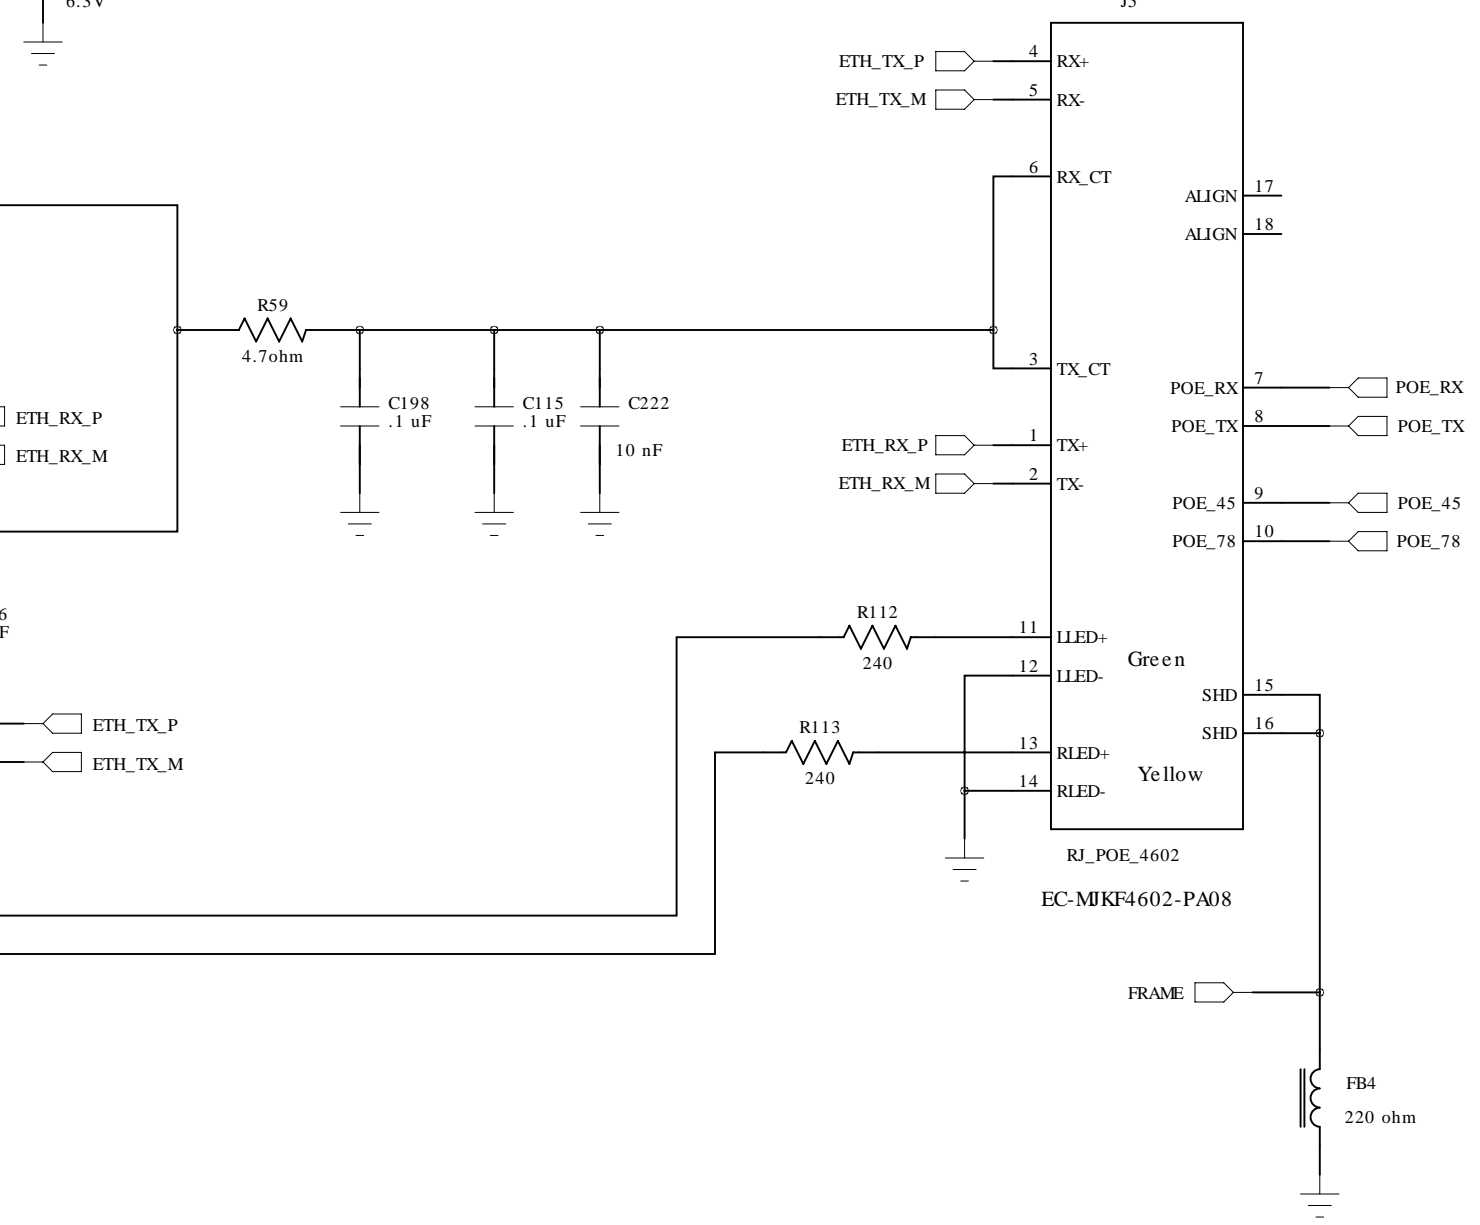 6.3V
J5
ETH_TX_P
4
RX+
ETH_TX_M
5
RX-
6
RX_CT
ALIGN
17
ALIGN
18
R59
4.7ohm
3
TX_CT
POE_RX
7
POE_RX
POE_TX
8
POE_TX
C198
.1 uF
C115
.1 uF
C222
10 nF
ETH_RX_P
ETH_RX_M
ETH_RX_P
1
TX+
ETH_RX_M
2
TX-
POE_45
9
POE_45
POE_78
10
POE_78
6
F
R112
240
11
LLED+
12
LLED-
Green
SHD
15
SHD
16
ETH_TX_P
ETH_TX_M
R113
240
13
RLED+
14
RLED-
Yellow
RJ_POE_4602
EC-MJKF4602-PA08
FRAME
FB4
220 ohm